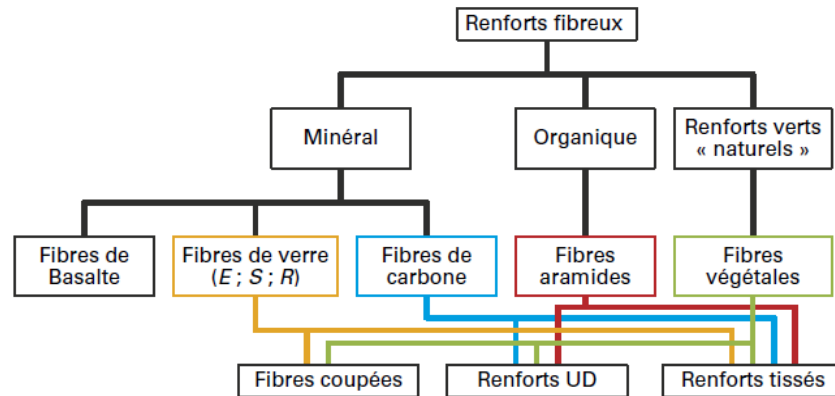 Renforts fibreux
Minéral
Organique
Renforts verts
« naturels »
Fibres de
Basalte
Fibres de verre
(E ; S ; R)
Fibres de
carbone
Fibres
aramides
Fibres
végétales
Fibres coupées
Renforts UD
Renforts tissés